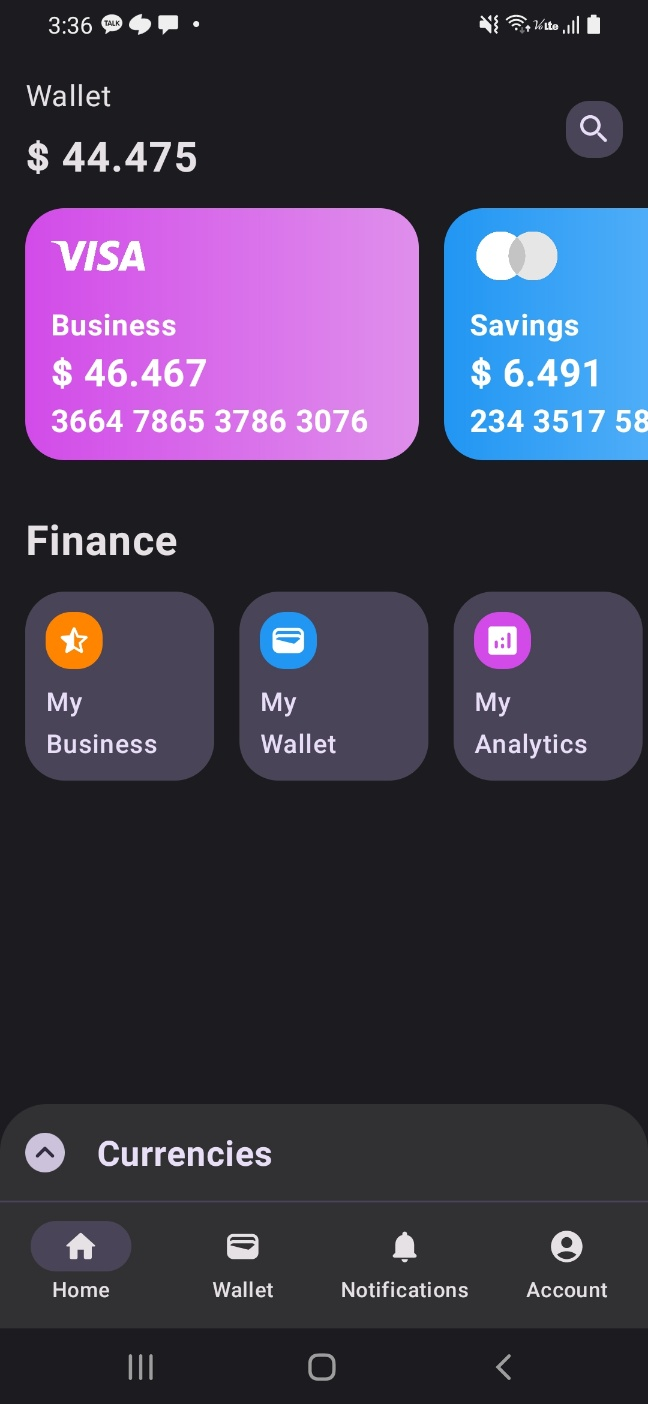 3:36
TALK
VoLte
Wallet
$ 44.475
VISA
Business
$ 46.467
3664 7865 3786 3076
Savings
$ 6.491
234 3517 58
Finance
My
Business
My
Wallet
My
Analytics
Currencies
Home
Wallet
Notifications
Account